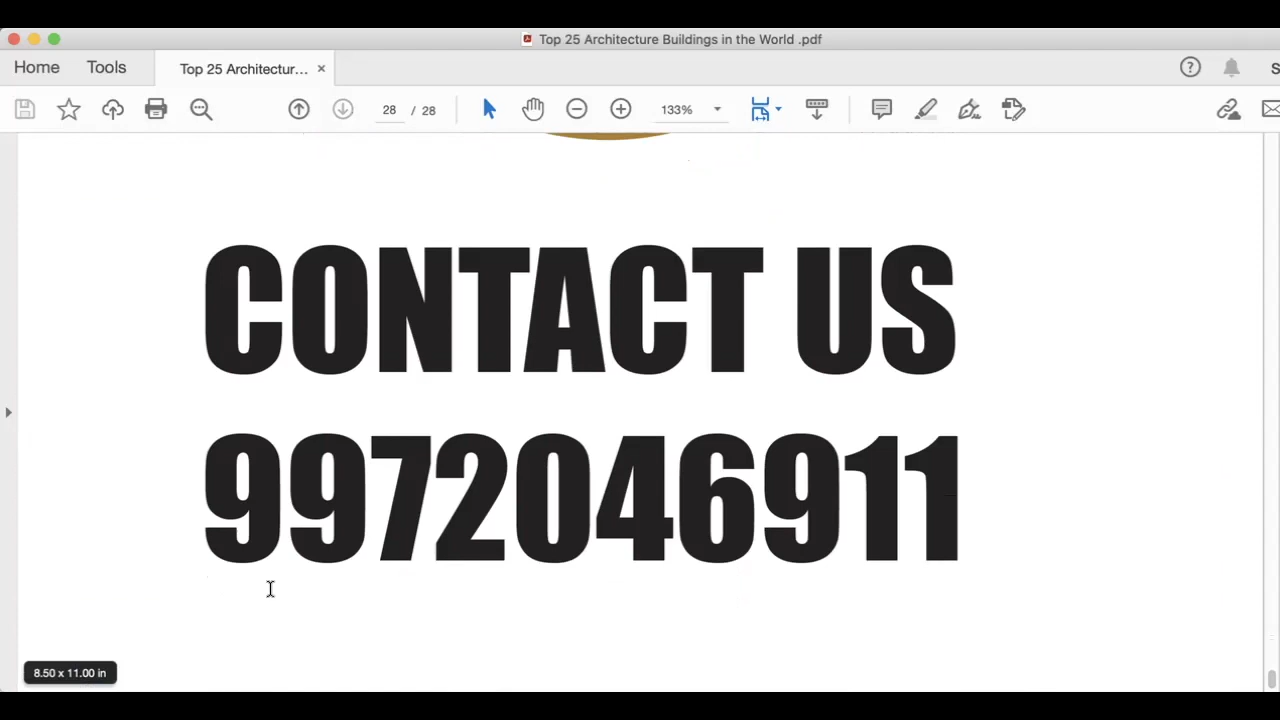 Top 25 Architecture Buildings in the World .pdf
Home Tools Top 25 Architectur... ×
28 / 28 133%
CONTACT US
9972046911
8.50 x 11.00 in